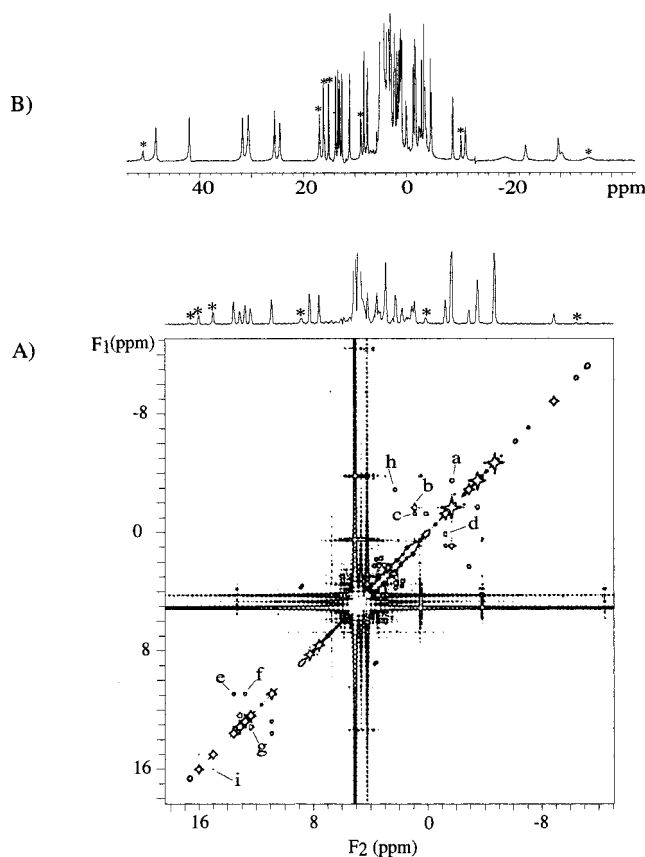 B)
* * * * * * *
40 20 0 -20 ppm
* * * * * *
A)
F1(ppm)
-8
h a
b
c
d
0
8
e f
g
16
i
16 8 0 -8
F2 (ppm)